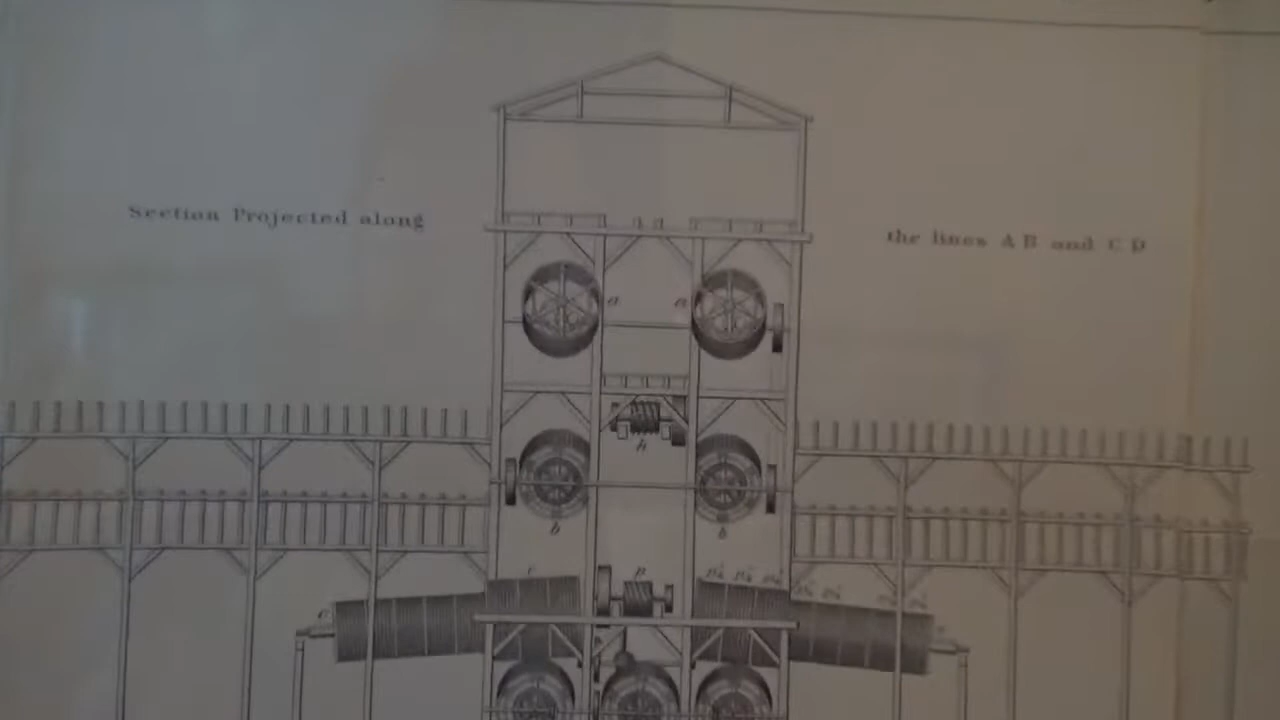 Section Projected along the lines A B and C D
a a
h
b b
c p
c